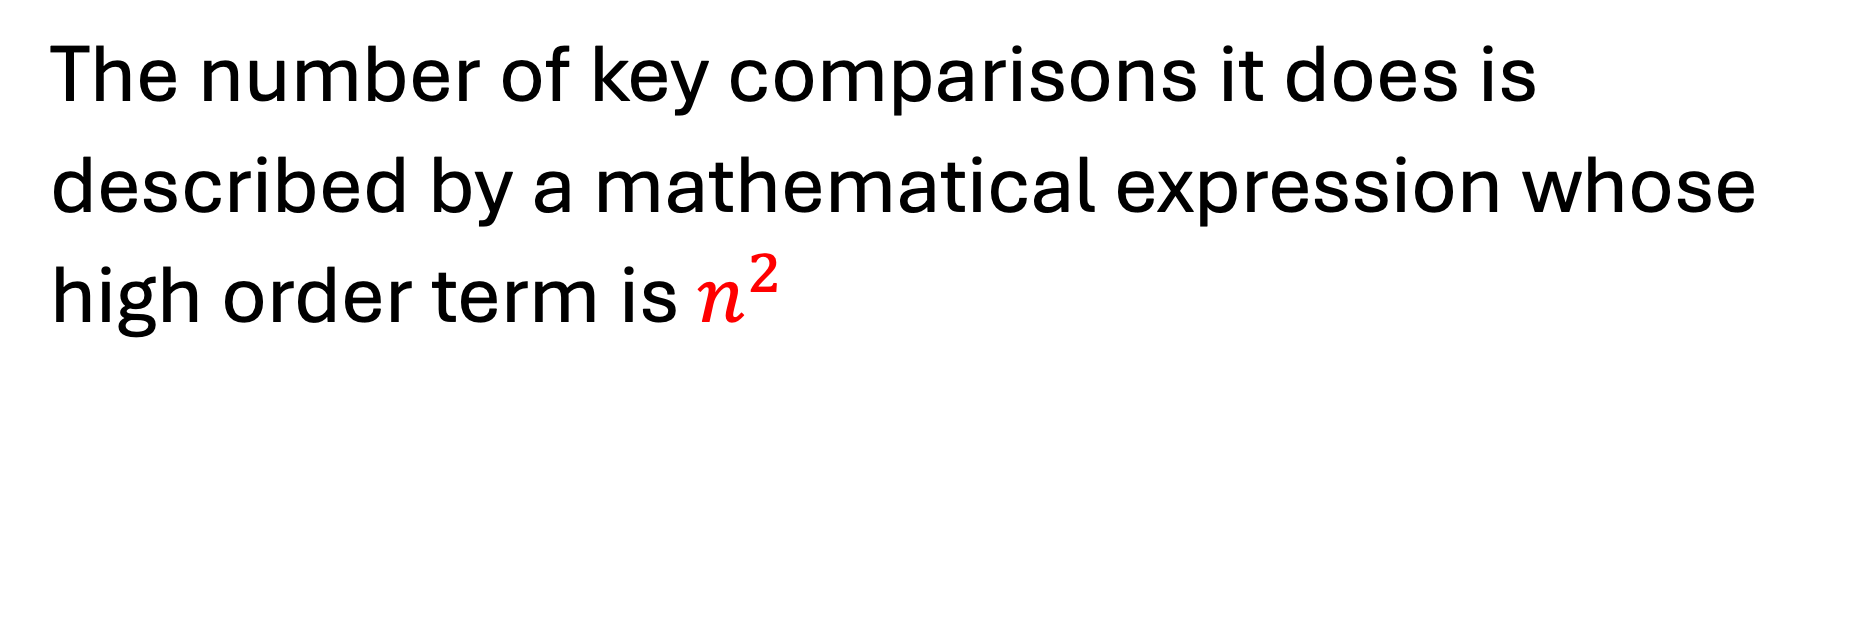 The number of key comparisons it does is
described by a mathematical expression whose
high order term is n²